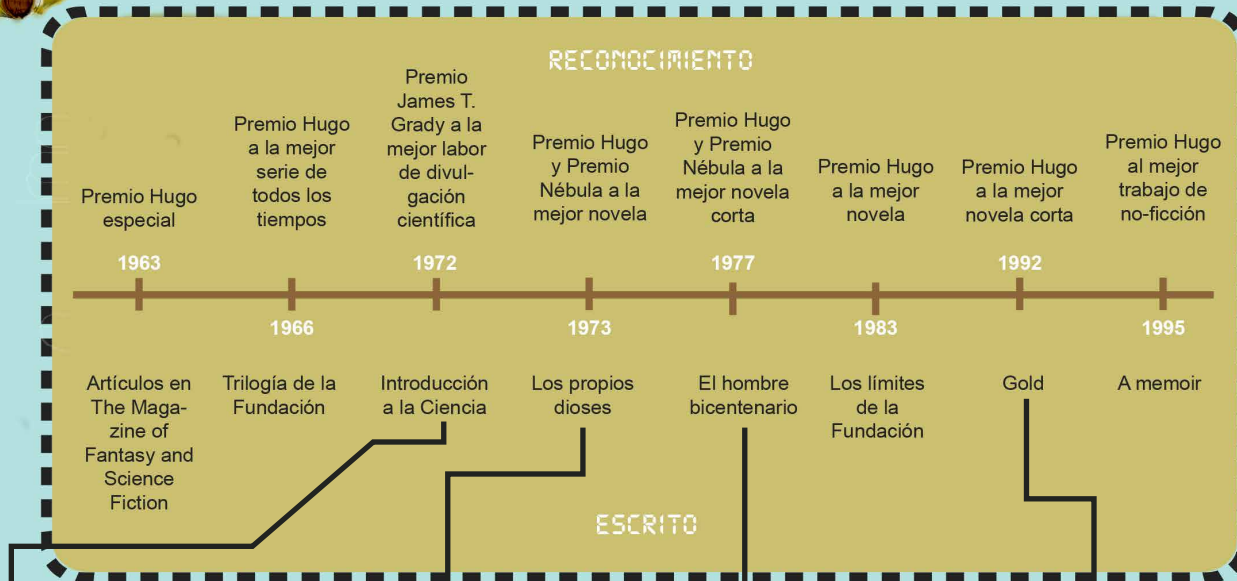 RECONOCIMIENTO
Premio Hugo
especial
Premio Hugo
a la mejor
serie de
todos los
tiempos
Premio
James T.
Grady a la
mejor labor
de divul-
gación
científica
Premio Hugo
y Premio
Nébula a la
mejor novela
Premio Hugo
y Premio
Nébula a la
mejor novela
corta
Premio Hugo
a la mejor
novela
Premio Hugo
a la mejor
novela corta
Premio Hugo
al mejor
trabajo de
no-ficción
1963
1972
1977
1992
1966
1973
1983
1995
Artículos en
The Maga-
zine of
Fantasy and
Science
Fiction
Trilogía de la
Fundación
Introducción
a la Ciencia
Los propios
dioses
El hombre
bicentenario
Los límites
de la
Fundación
Gold
A memoir
ESCRITO